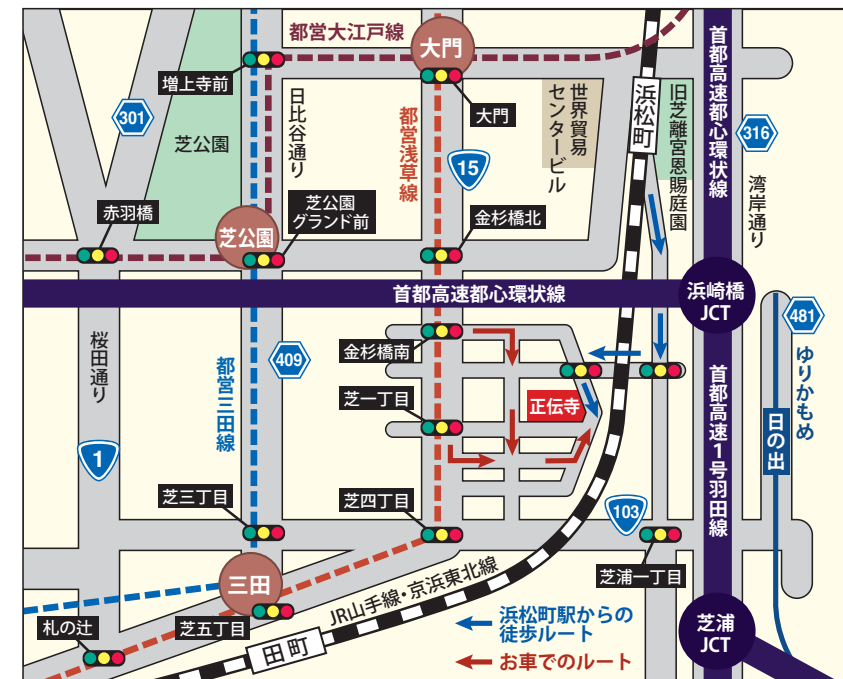 都営大江戸線
大門
増上寺前
301
芝公園
日比谷通り
都営浅草線
大門
15
世界貿易
センタービル
浜松町
旧芝離宮恩賜庭園
首都高速都心環状線
316
湾岸通り
赤羽橋
芝公園
芝公園
グランド前
金杉橋北
首都高速都心環状線
浜崎橋
JCT
481
ゆりかもめ
日の出
桜田通り
都営三田線
409
金杉橋南
芝一丁目
正伝寺
首都高速1号羽田線
1
芝三丁目
芝四丁目
103
芝浦一丁目
三田
芝五丁目
札の辻
JR山手線・京浜東北線
田町
浜松町駅からの
徒歩ルート
お車でのルート
芝浦
JCT